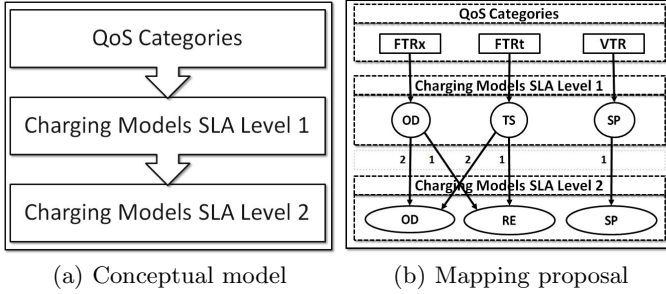 QoS Categories
Charging Models SLA Level 1
Charging Models SLA Level 2
(a) Conceptual model
QoS Categories
FTRx FTRt VTR
Charging Models SLA Level 1
OD TS SP
2 1 2 1 1
Charging Models SLA Level 2
OD RE SP
(b) Mapping proposal